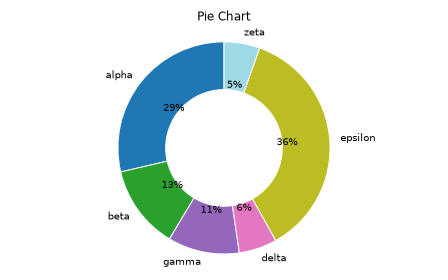 Pie Chart
zeta
alpha
5%
29%
36%
epsilon
13%
6%
11%
beta
delta
gamma